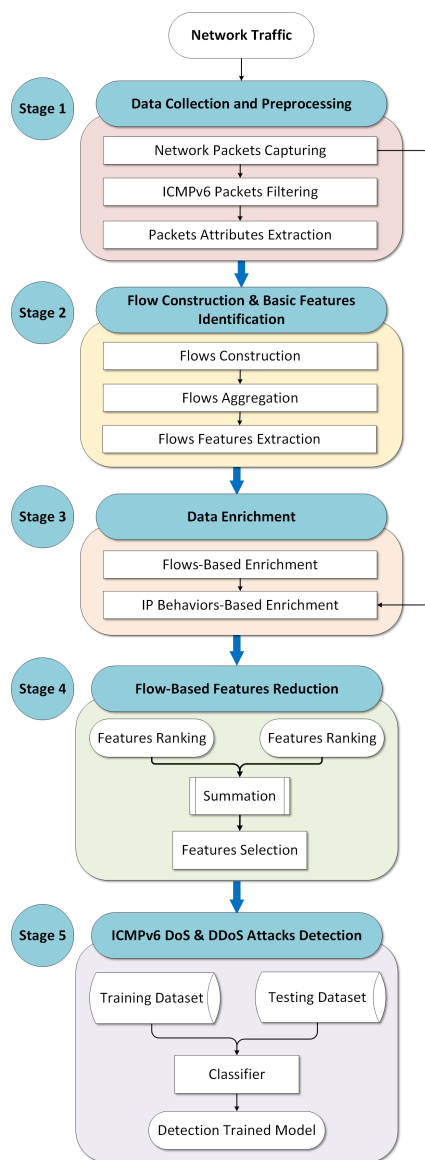 Network Traffic
Stage 1
Data Collection and Preprocessing
Network Packets Capturing
ICMPv6 Packets Filtering
Packets Attributes Extraction
Stage 2
Flow Construction & Basic Features
Identification
Flows Construction
Flows Aggregation
Flows Features Extraction
Stage 3
Data Enrichment
Flows-Based Enrichment
IP Behaviors-Based Enrichment
Stage 4
Flow-Based Features Reduction
Features Ranking
Features Ranking
Summation
Features Selection
Stage 5
ICMPv6 DoS & DDoS Attacks Detection
Training Dataset
Testing Dataset
Classifier
Detection Trained Model